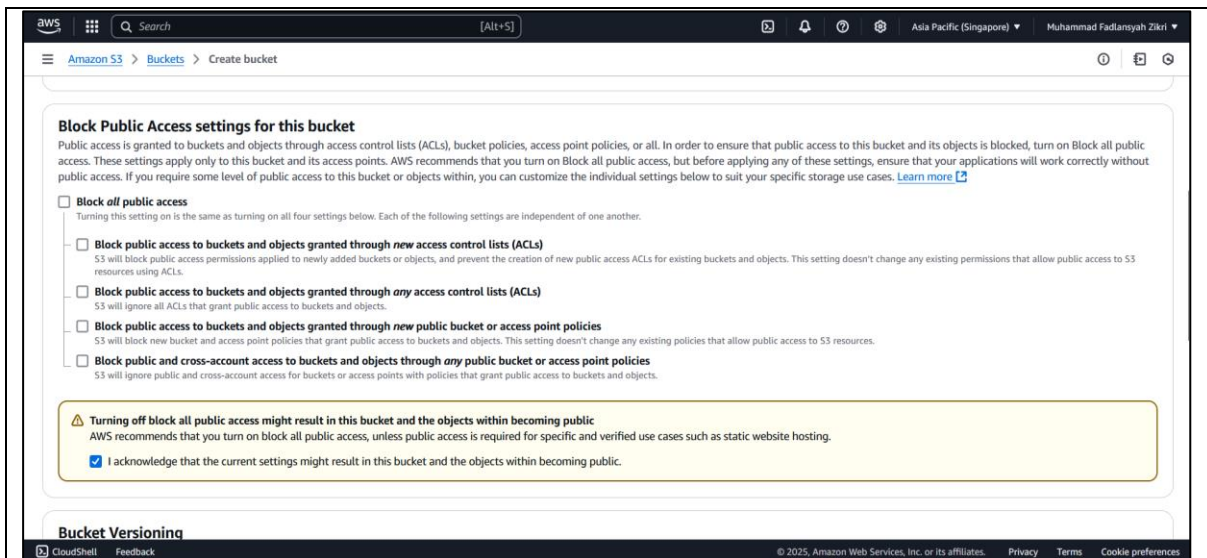 aws
Search
[Alt+S]
Asia Pacific (Singapore)
Muhammad Fadlansyah Zikri
Amazon S3 > Buckets > Create bucket
Block Public Access settings for this bucket
Public access is granted to buckets and objects through access control lists (ACLs), bucket policies, access point policies, or all. In order to ensure that public access to this bucket and its objects is blocked, turn on Block all public
access. These settings apply only to this bucket and its access points. AWS recommends that you turn on Block all public access, but before applying any of these settings, ensure that your applications will work correctly without
public access. If you require some level of public access to this bucket or objects within, you can customize the individual settings below to suit your specific storage use cases. Learn more
Block all public access
Turning this setting on is the same as turning on all four settings below. Each of the following settings are independent of one another.
Block public access to buckets and objects granted through new access control lists (ACLs)
S3 will block public access permissions applied to newly added buckets or objects, and prevent the creation of new public access ACLs for existing buckets and objects. This setting doesn't change any existing permissions that allow public access to S3
resources using ACLs.
Block public access to buckets and objects granted through any access control lists (ACLs)
S3 will ignore all ACLs that grant public access to buckets and objects.
Block public access to buckets and objects granted through new public bucket or access point policies
S3 will block new bucket and access point policies that grant public access to buckets and objects. This setting doesn't change any existing policies that allow public access to S3 resources.
Block public and cross-account access to buckets and objects through any public bucket or access point policies
S3 will ignore public and cross-account access for buckets or access points with policies that grant public access to buckets and objects.
Turning off block all public access might result in this bucket and the objects within becoming public
AWS recommends that you turn on block all public access, unless public access is required for specific and verified use cases such as static website hosting.
I acknowledge that the current settings might result in this bucket and the objects within becoming public.
Bucket Versioning
CloudShell Feedback
© 2025, Amazon Web Services, Inc. or its affiliates. Privacy Terms Cookie preferences